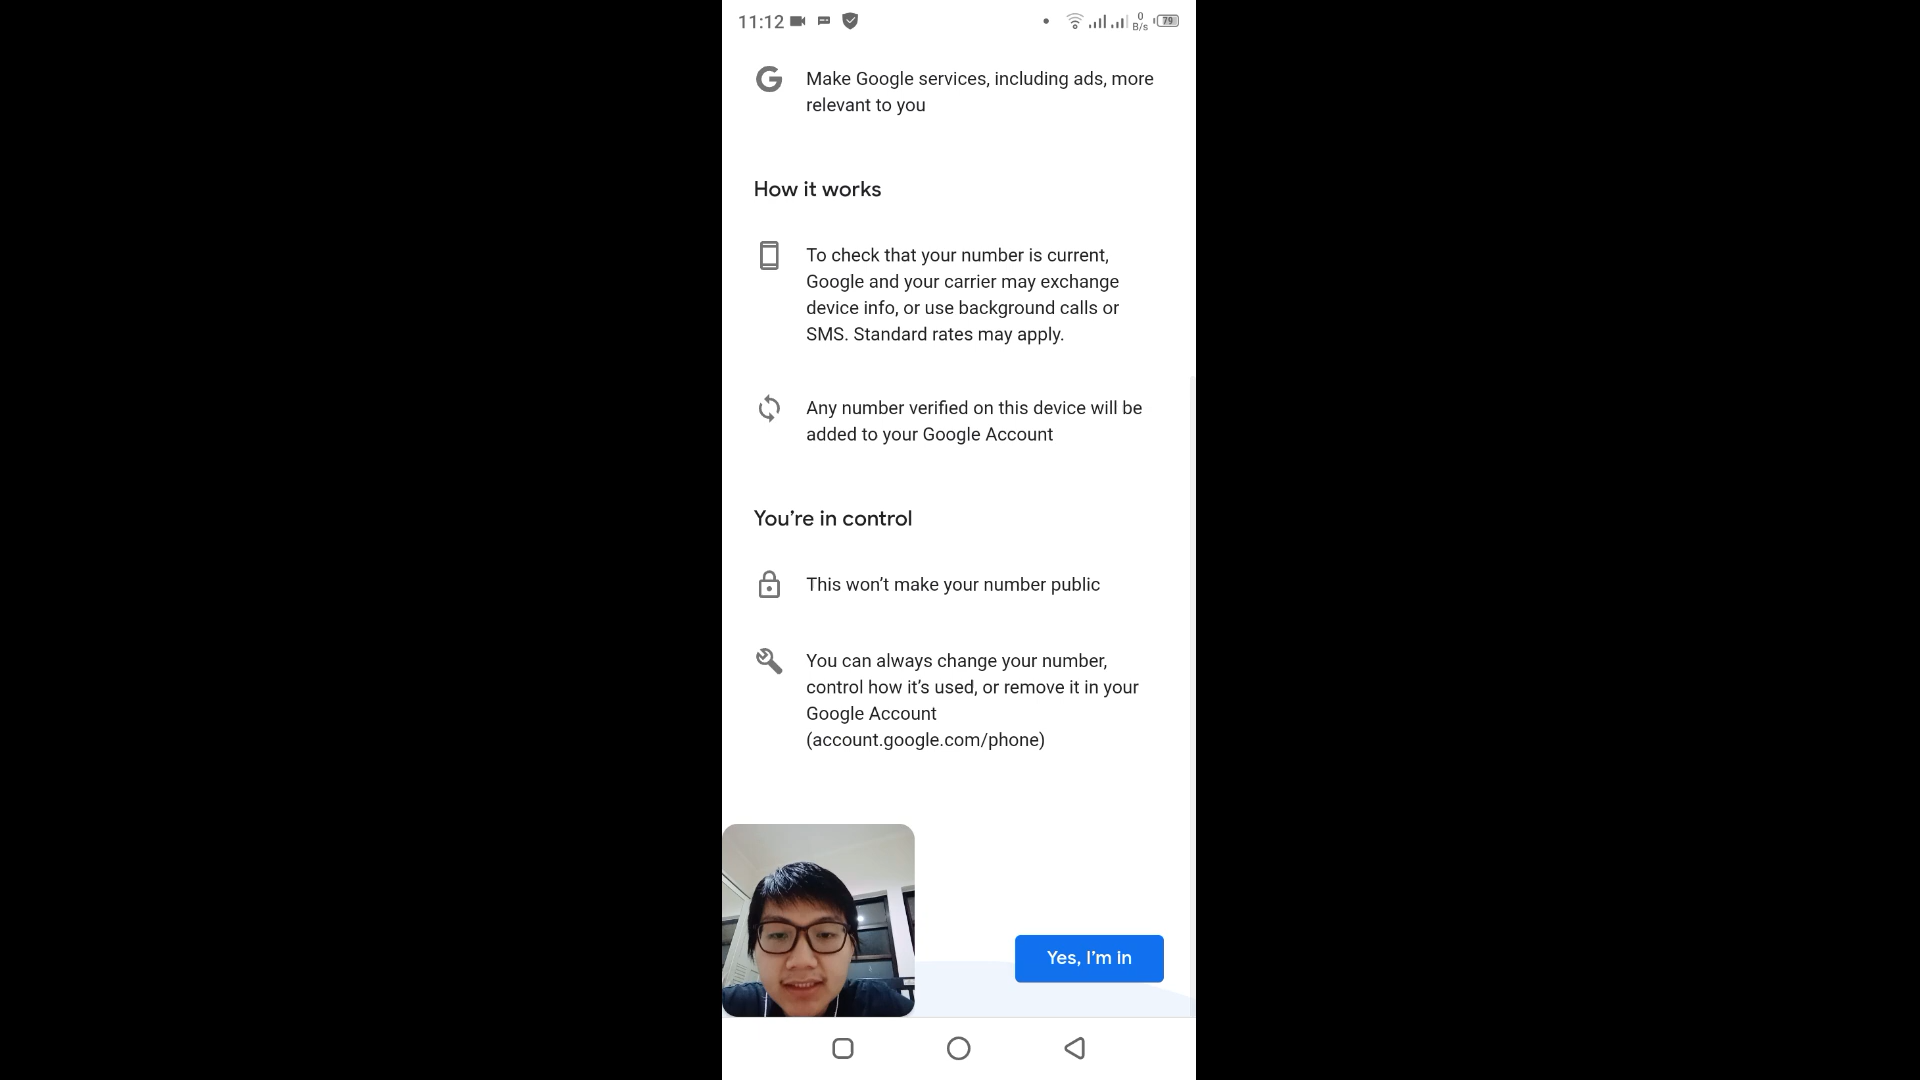 11:12
0
B/s
79
Make Google services, including ads, more
relevant to you
How it works
To check that your number is current,
Google and your carrier may exchange
device info, or use background calls or
SMS. Standard rates may apply.
Any number verified on this device will be
added to your Google Account
You’re in control
This won’t make your number public
You can always change your number,
control how it’s used, or remove it in your
Google Account
(account.google.com/phone)
Yes, I’m in